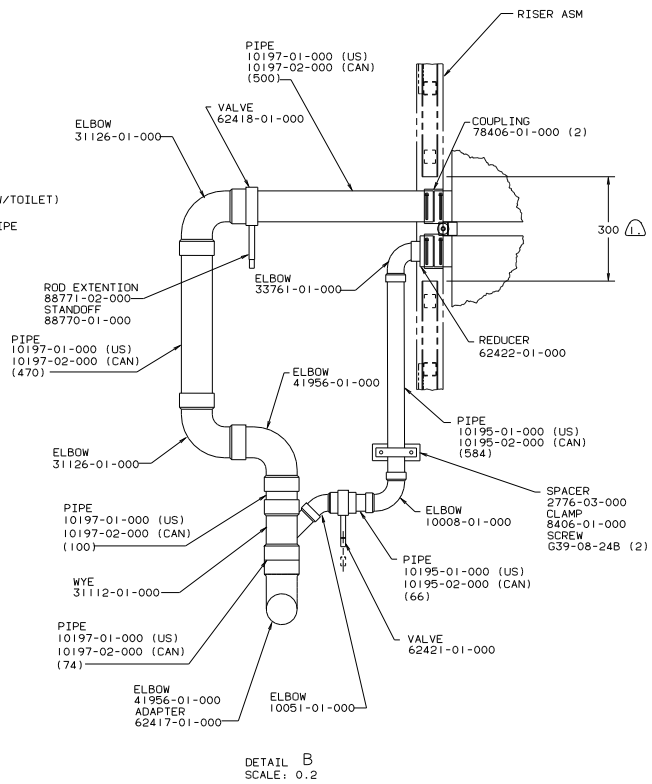 RISER ASM
PIPE
10197-01-000 (US)
10197-02-000 (CAN)
(500)
VALVE
62418-01-000
COUPLING
78406-01-000 (2)
ELBOW
31126-01-000
W/TOILET)
IPE
300 1.
ROD EXTENTION
88771-02-000
STANDOFF
88770-01-000
ELBOW
33761-01-000
REDUCER
62422-01-000
PIPE
10197-01-000 (US)
10197-02-000 (CAN)
(470)
ELBOW
41956-01-000
PIPE
10195-01-000 (US)
10195-02-000 (CAN)
(584)
ELBOW
31126-01-000
SPACER
2776-03-000
CLAMP
8406-01-000
SCREW
G39-08-24B (2)
PIPE
10197-01-000 (US)
10197-02-000 (CAN)
(100)
ELBOW
10008-01-000
PIPE
10195-01-000 (US)
10195-02-000 (CAN)
(66)
WYE
31112-01-000
PIPE
10197-01-000 (US)
10197-02-000 (CAN)
(74)
VALVE
62421-01-000
ELBOW
41956-01-000
ADAPTER
62417-01-000
ELBOW
10051-01-000
DETAIL B
SCALE: 0.2